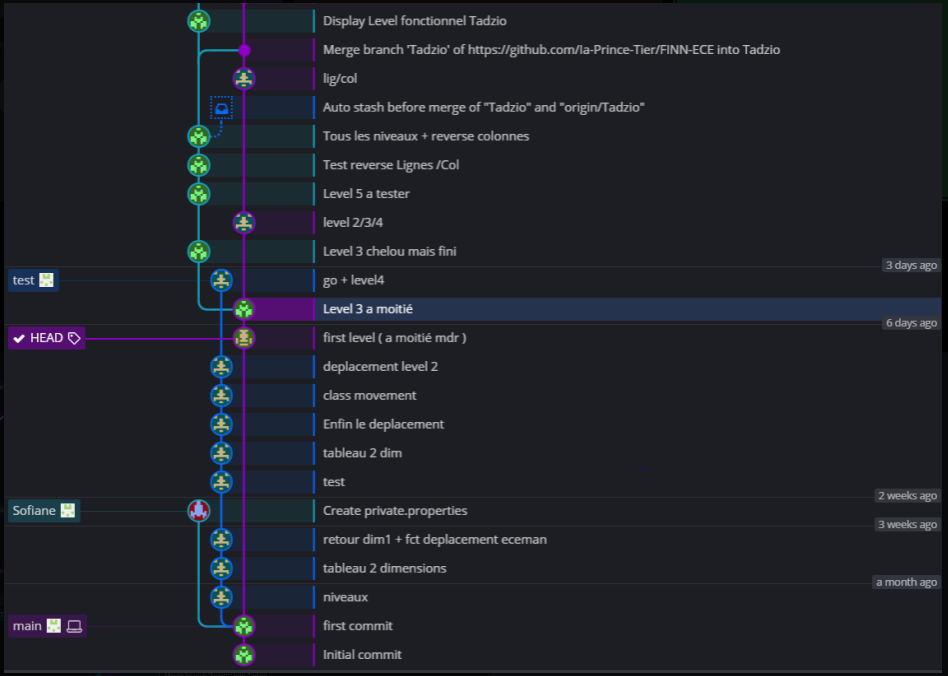 Display Level fonctionnel Tadzio
Merge branch 'Tadzio' of https://github.com/la-Prince-Tier/FINN-ECE into Tadzio
lig/col
Auto stash before merge of "Tadzio" and "origin/Tadzio"
Tous les niveaux + reverse colonnes
Test reverse Lignes /Col
Level 5 a tester
level 2/3/4
Level 3 chelou mais fini
3 days ago
test go + level4
Level 3 a moitié
6 days ago
HEAD first level ( a moitié mdr )
deplacement level 2
class movement
Enfin le deplacement
tableau 2 dim
test
2 weeks ago
Sofiane Create private.properties
3 weeks ago
retour dim1 + fct deplacement eceman
tableau 2 dimensions
a month ago
niveaux
main first commit
Initial commit